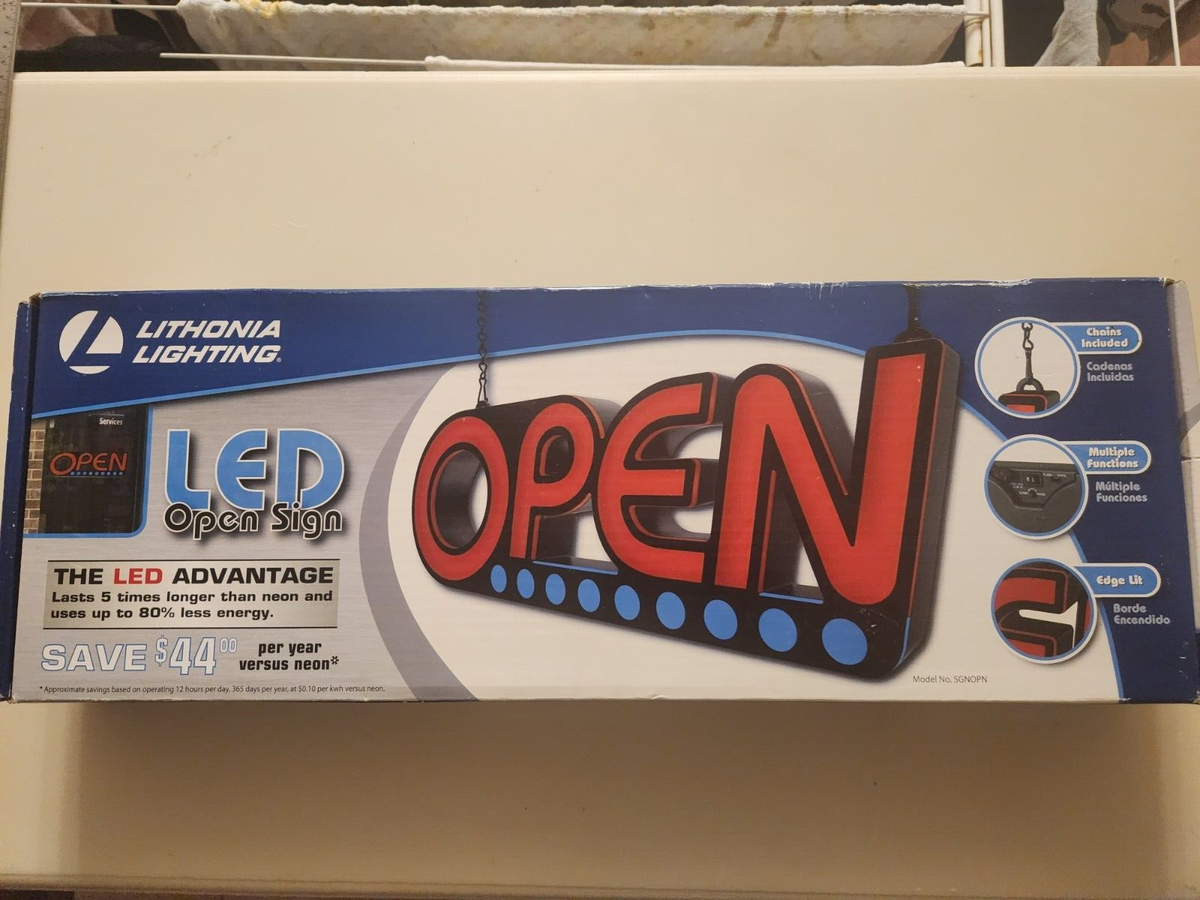 LITHONIA
LIGHTING®
Services
OPEN
LED
Open Sign
THE LED ADVANTAGE
Lasts 5 times longer than neon and
uses up to 80% less energy.
SAVE $44⁰⁰ per year
versus neon*
*Approximate savings based on operating 12 hours per day, 365 days per year, at $0.10 per kwh versus neon.
OPEN
Chains
Included
Cadenas
Incluidas
Multiple
Functions
Múltiple
Funciones
Edge Lit
Borde
Encendido
Model No. SGNOPN